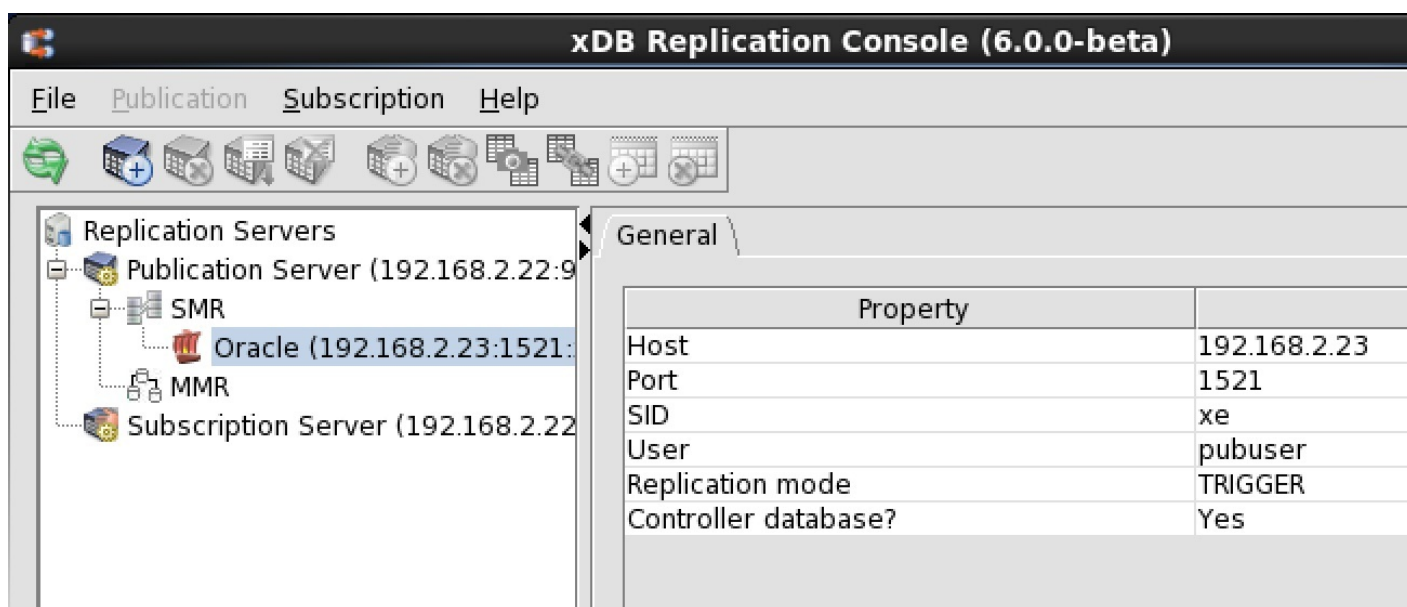 xDB Replication Console (6.0.0-beta)
File Publication Subscription Help
Replication Servers
Publication Server (192.168.2.22:9
SMR
Oracle (192.168.2.23:1521:
MMR
Subscription Server (192.168.2.22
General
Property
Host 192.168.2.23
Port 1521
SID xe
User pubuser
Replication mode TRIGGER
Controller database? Yes